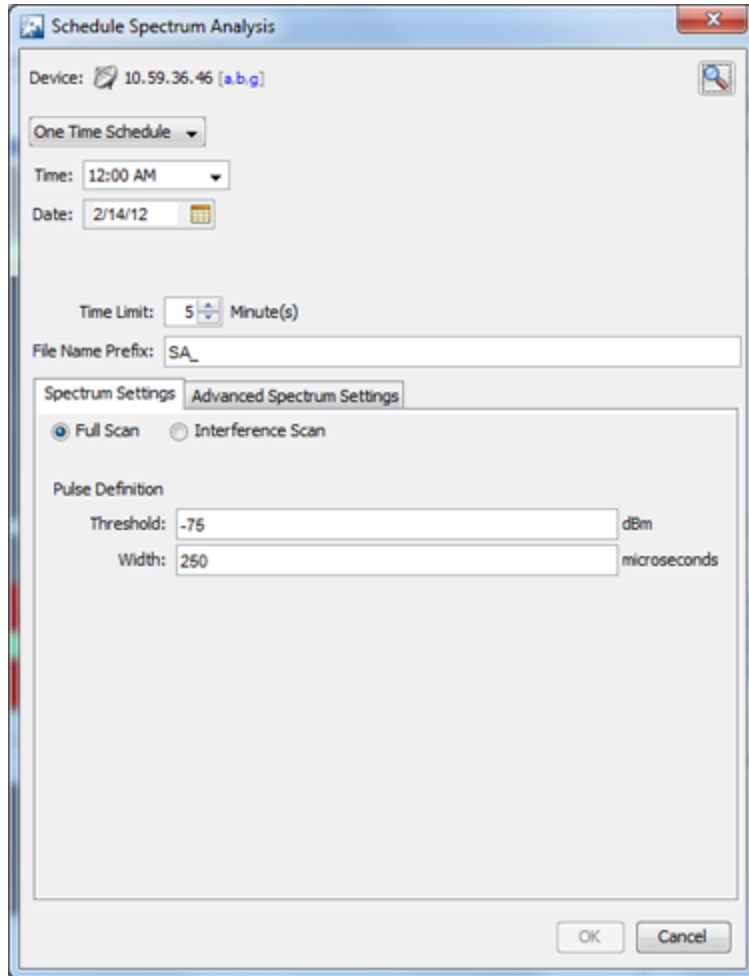 Schedule Spectrum Analysis
Device: 10.59.36.46 [a,b,g]
One Time Schedule
Time: 12:00 AM
Date: 2/14/12
Time Limit: 5 Minute(s)
File Name Prefix: SA_
Spectrum Settings Advanced Spectrum Settings
Full Scan Interference Scan
Pulse Definition
Threshold: -75 dBm
Width: 250 microseconds
OK Cancel